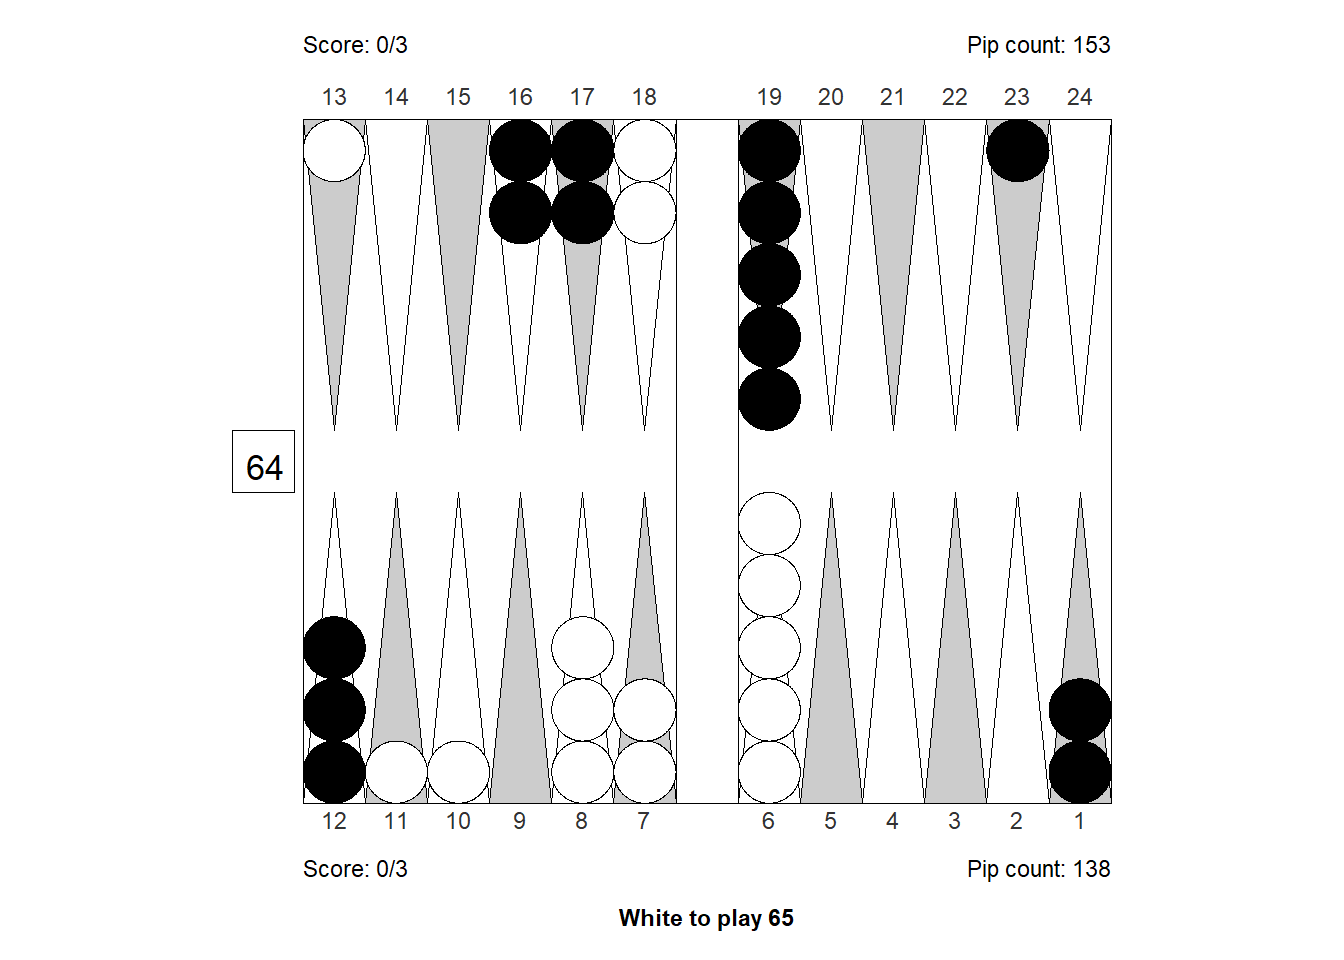 Score: 0/3 Pip count: 153
13 14 15 16 17 18 19 20 21 22 23 24
64
12 11 10 9 8 7 6 5 4 3 2 1
Score: 0/3 Pip count: 138
White to play 65